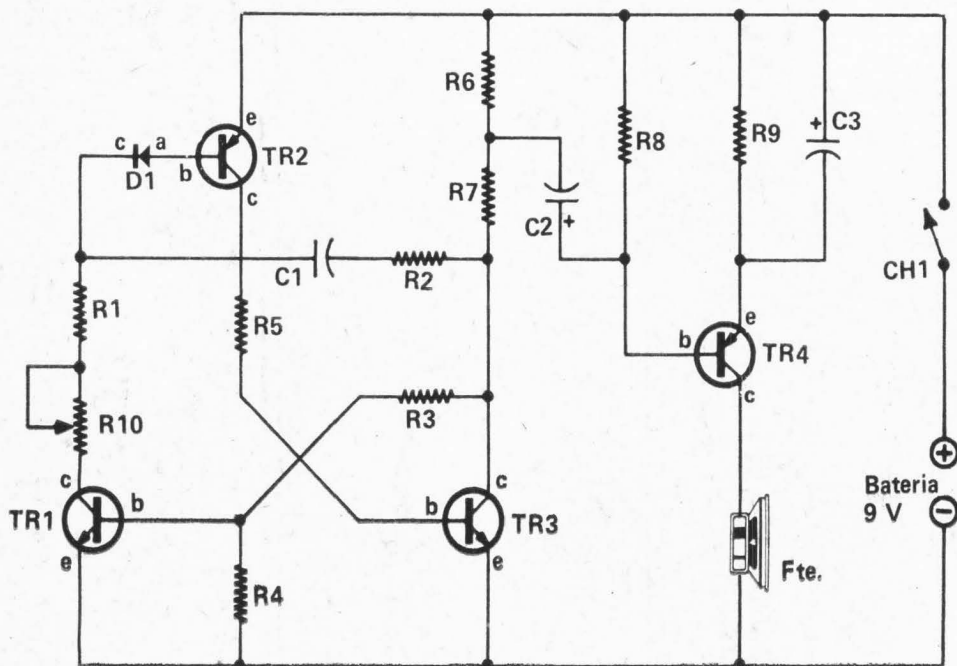 R6
e
c a
TR2
b
D1
c
R7
C2
+
R8
R9
+ C3
CH1
C1
R2
R1
R5
b
e
TR4
c
R3
R10
c
TR1
b
e
b
c
TR3
e
R4
Fte.
Bateria
9 V
+
−